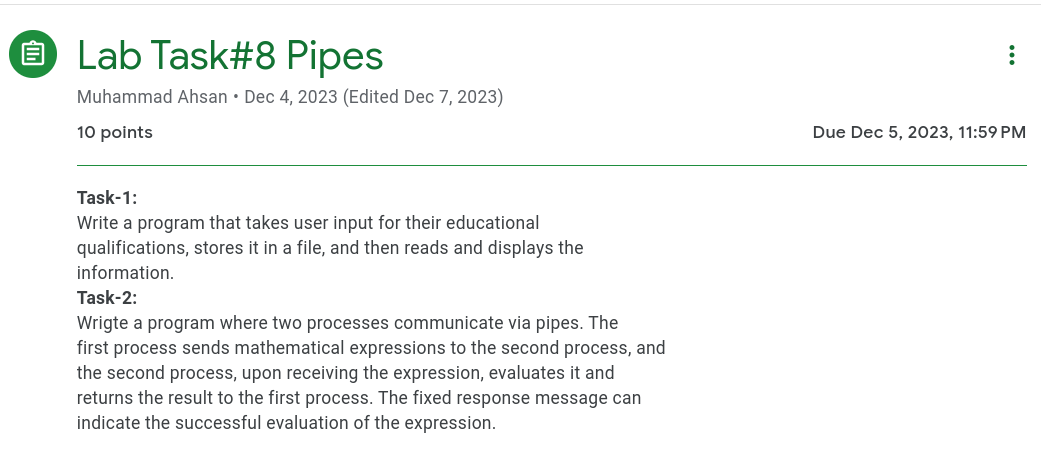 Lab Task#8 Pipes
Muhammad Ahsan • Dec 4, 2023 (Edited Dec 7, 2023)
10 points
Due Dec 5, 2023, 11:59 PM
Task-1:
Write a program that takes user input for their educational
qualifications, stores it in a file, and then reads and displays the
information.
Task-2:
Wrigte a program where two processes communicate via pipes. The
first process sends mathematical expressions to the second process, and
the second process, upon receiving the expression, evaluates it and
returns the result to the first process. The fixed response message can
indicate the successful evaluation of the expression.